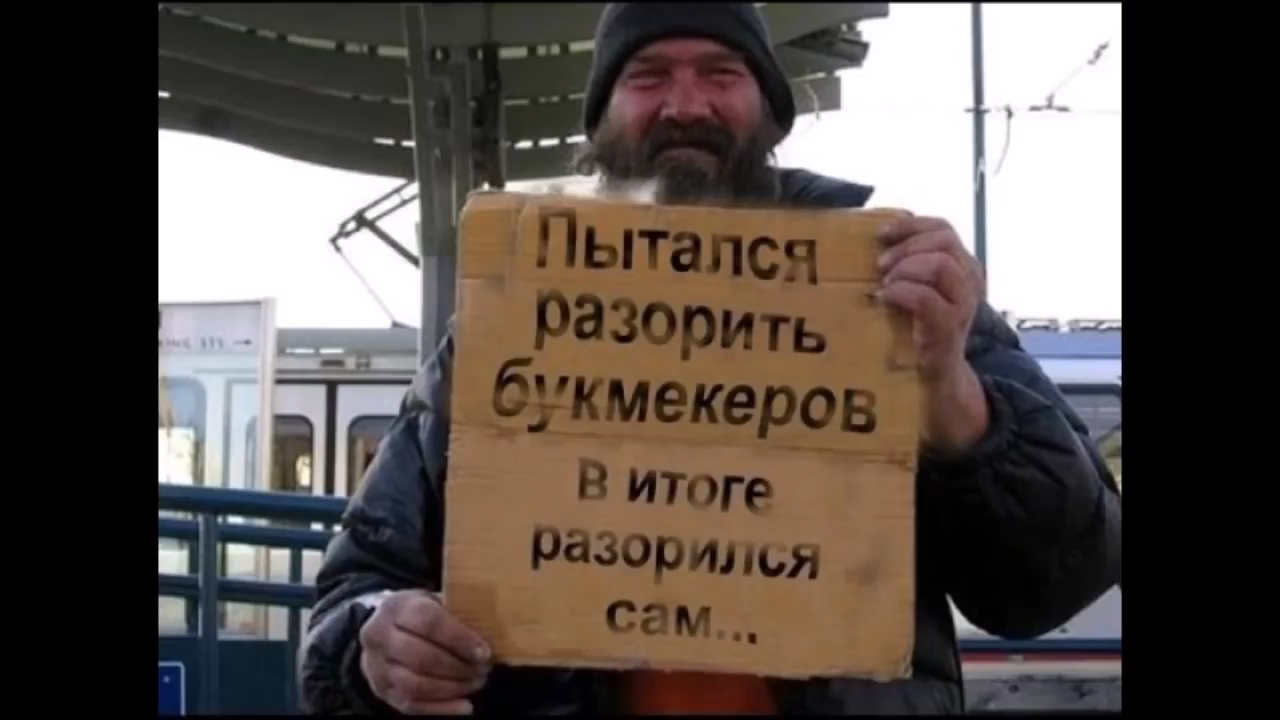 Пытался
разорить
букмекеров
в итоге
разорился
сам...